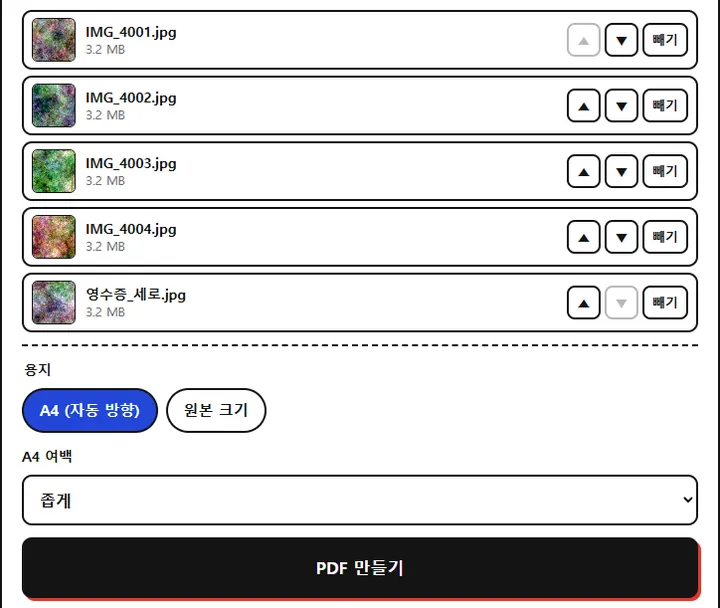 IMG_4001.jpg
3.2 MB
▲ ▼ 빼기
IMG_4002.jpg
3.2 MB
▲ ▼ 빼기
IMG_4003.jpg
3.2 MB
▲ ▼ 빼기
IMG_4004.jpg
3.2 MB
▲ ▼ 빼기
영수증_세로.jpg
3.2 MB
▲ ▼ 빼기
용지
A4 (자동 방향) 원본 크기
A4 여백
좁게
PDF 만들기